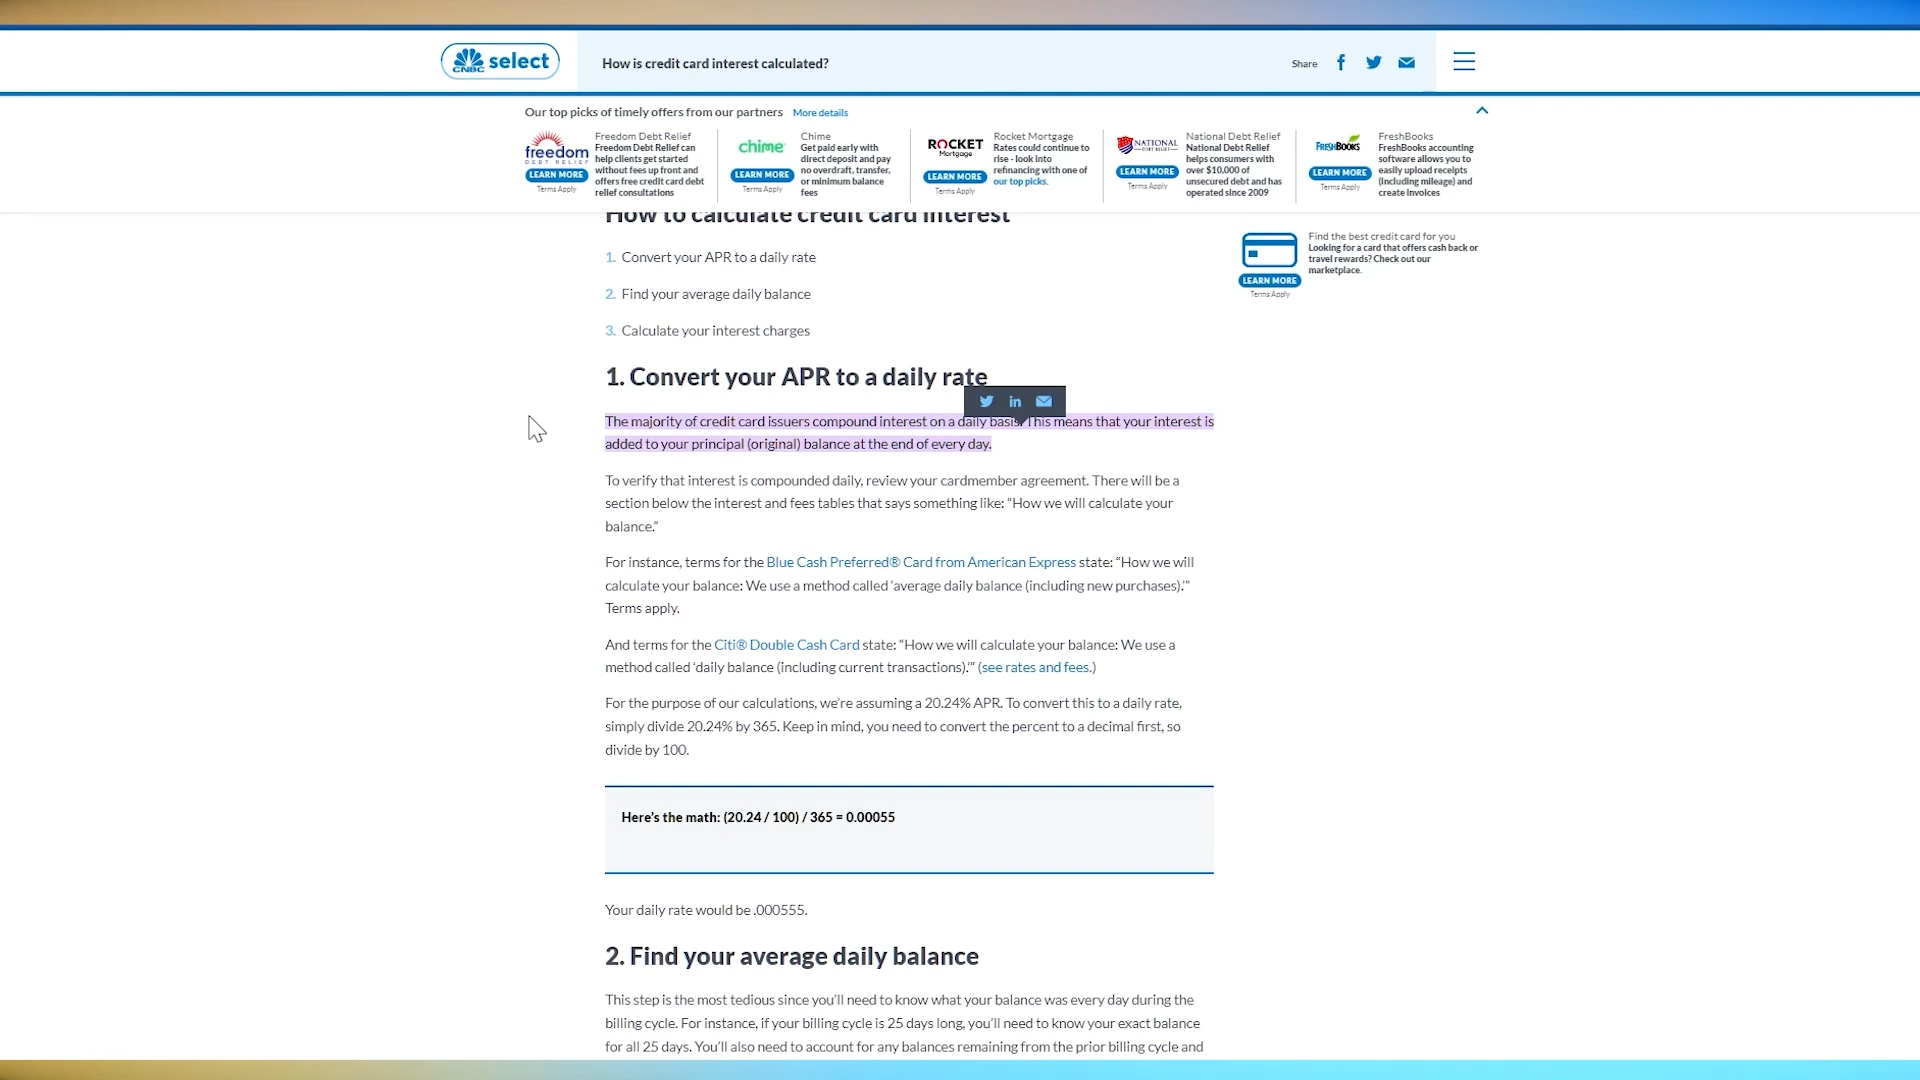 CNBC select
How is credit card interest calculated?
Share
Our top picks of timely offers from our partners More details
freedom
DEBT RELIEF
LEARN MORE
Terms Apply
Freedom Debt Relief
Freedom Debt Relief can
help clients get started
without fees up front and
offers free credit card debt
relief consultations
chime
LEARN MORE
Terms Apply
Chime
Get paid early with
direct deposit and pay
no overdraft, transfer,
or minimum balance
fees
ROCKET
Mortgage
LEARN MORE
Terms Apply
Rocket Mortgage
Rates could continue to
rise - look into
refinancing with one of
our top picks.
NATIONAL
DEBT RELIEF
LEARN MORE
Terms Apply
National Debt Relief
National Debt Relief
helps consumers with
over $10,000 of
unsecured debt and has
operated since 2009
FRESHBOOKS
LEARN MORE
Terms Apply
FreshBooks
FreshBooks accounting
software allows you to
easily upload receipts
(including mileage) and
create invoices
How to calculate credit card interest
1. Convert your APR to a daily rate
2. Find your average daily balance
3. Calculate your interest charges
Find the best credit card for you
Looking for a card that offers cash back or
travel rewards? Check out our
marketplace.
LEARN MORE
Terms Apply
1. Convert your APR to a daily rate
in
The majority of credit card issuers compound interest on a daily basis. This means that your interest is
added to your principal (original) balance at the end of every day.
To verify that interest is compounded daily, review your cardmember agreement. There will be a
section below the interest and fees tables that says something like: “How we will calculate your
balance.”
For instance, terms for the Blue Cash Preferred® Card from American Express state: “How we will
calculate your balance: We use a method called ‘average daily balance (including new purchases).’”
Terms apply.
And terms for the Citi® Double Cash Card state: “How we will calculate your balance: We use a
method called ‘daily balance (including current transactions).’” (see rates and fees.)
For the purpose of our calculations, we’re assuming a 20.24% APR. To convert this to a daily rate,
simply divide 20.24% by 365. Keep in mind, you need to convert the percent to a decimal first, so
divide by 100.
Here’s the math: (20.24 / 100) / 365 = 0.00055
Your daily rate would be .000555.
2. Find your average daily balance
This step is the most tedious since you’ll need to know what your balance was every day during the
billing cycle. For instance, if your billing cycle is 25 days long, you’ll need to know your exact balance
for all 25 days. You’ll also need to account for any balances remaining from the prior billing cycle and